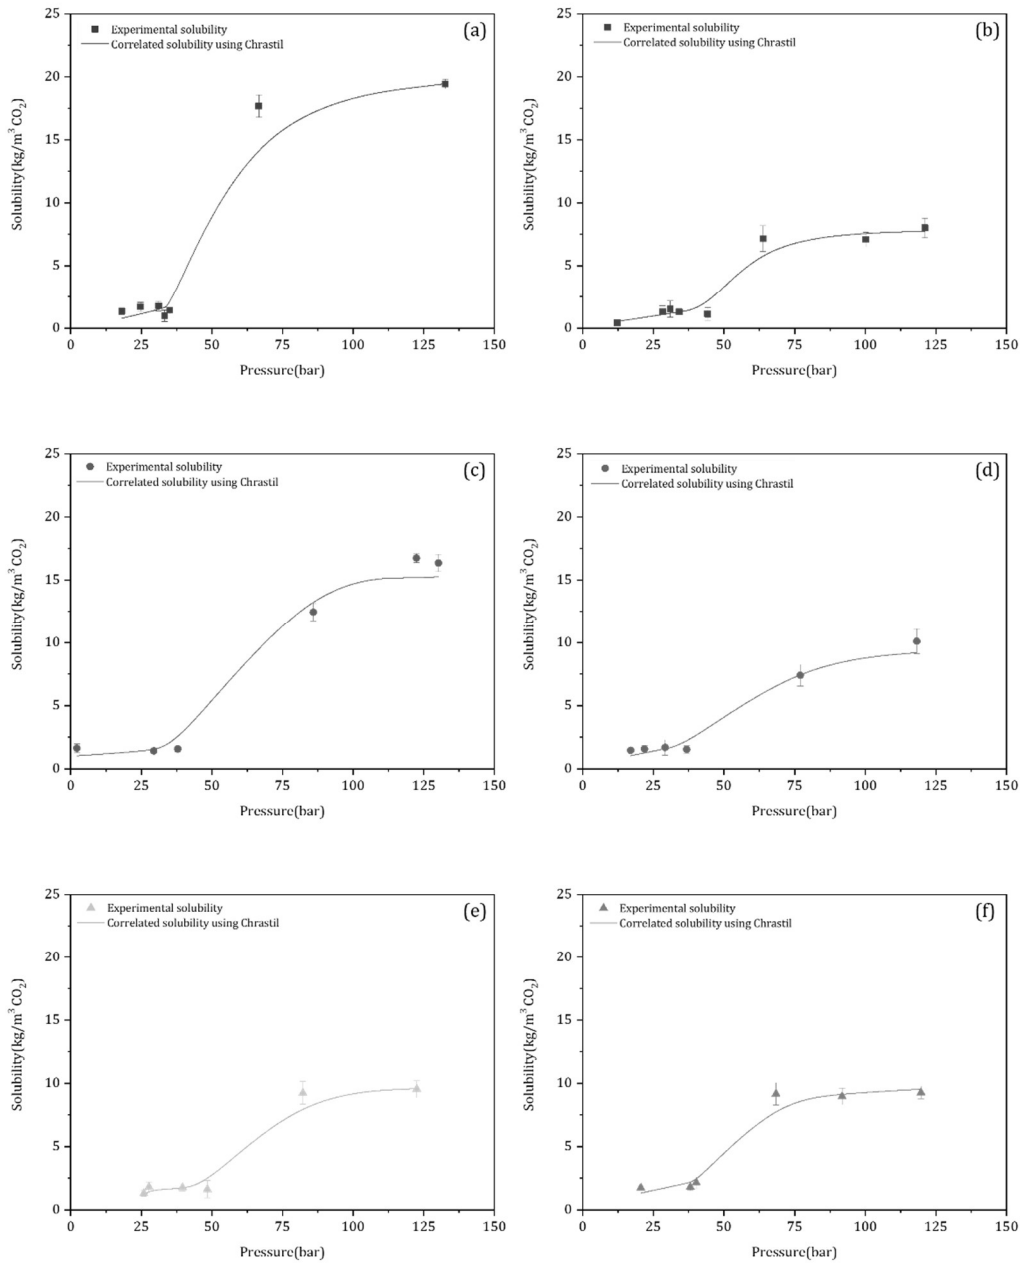 (a)
Experimental solubility
Correlated solubility using Chrastil
25
20
15
10
5
0
0 25 50 75 100 125 150
Solubility(kg/m³ CO₂)
Pressure(bar)
(b)
Experimental solubility
Correlated solubility using Chrastil
25
20
15
10
5
0
0 25 50 75 100 125 150
Solubility(kg/m³ CO₂)
Pressure(bar)
(c)
Experimental solubility
Correlated solubility using Chrastil
25
20
15
10
5
0
0 25 50 75 100 125 150
Solubility(kg/m³ CO₂)
Pressure(bar)
(d)
Experimental solubility
Correlated solubility using Chrastil
25
20
15
10
5
0
0 25 50 75 100 125 150
Solubility(kg/m³ CO₂)
Pressure(bar)
(e)
Experimental solubility
Correlated solubility using Chrastil
25
20
15
10
5
0
0 25 50 75 100 125 150
Solubility(kg/m³ CO₂)
Pressure(bar)
(f)
Experimental solubility
Correlated solubility using Chrastil
25
20
15
10
5
0
0 25 50 75 100 125 150
Solubility(kg/m³ CO₂)
Pressure(bar)